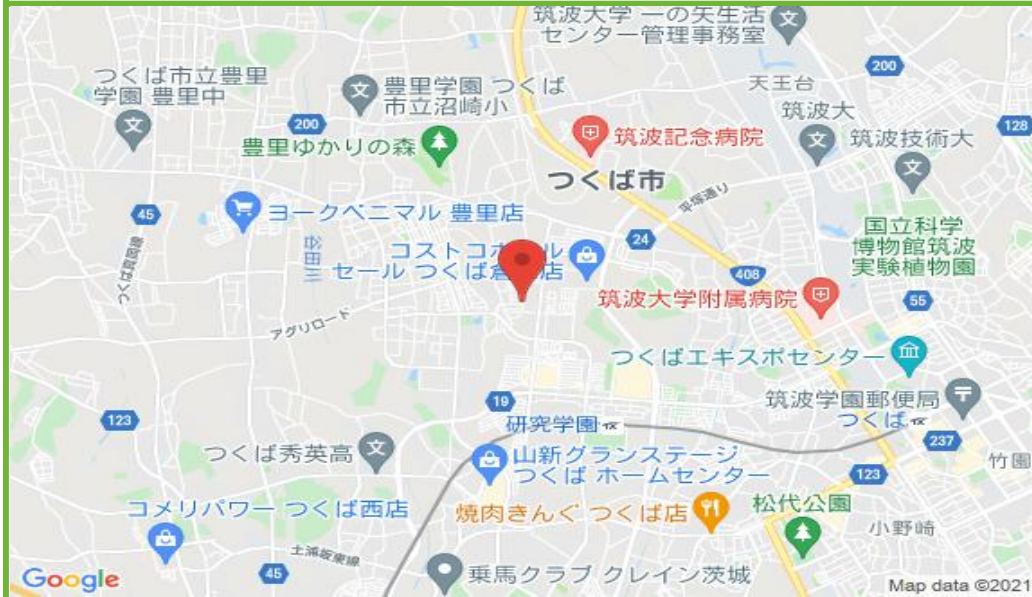 筑波大学 一の矢生活
センター管理事務室
つくば市立豊里
学園 豊里中
豊里学園 つくば
市立沼崎小
200
天王台
筑波大
200
128
豊里ゆかりの森
筑波記念病院
筑波技術大
つくば市
平塚通り
45
ヨークベニマル 豊里店
谷田川
24
国立科学
博物館筑波
実験植物園
コストコホール
セール つくば倉庫店
408
筑波大学附属病院
55
アグリロード
つくばエキスポセンター
19
筑波学園郵便局
123
研究学園
つくば
237
つくば秀英高
山新グランステージ
つくば ホームセンター
123
竹園
コメリパワー つくば西店
焼肉きんぐ つくば店
松代公園
小野崎
土浦坂東線
45
乗馬クラブ クレイン茨城
Google
Map data ©2021